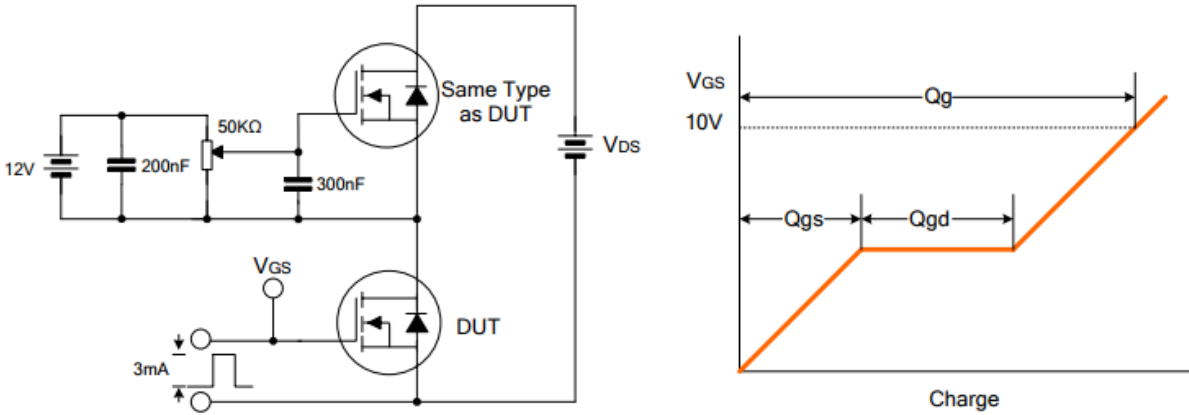 12V
200nF
50KΩ
300nF
Same Type
as DUT
VDS
VGS
DUT
3mA
VGS
10V
Qg
Qgs
Qgd
Charge